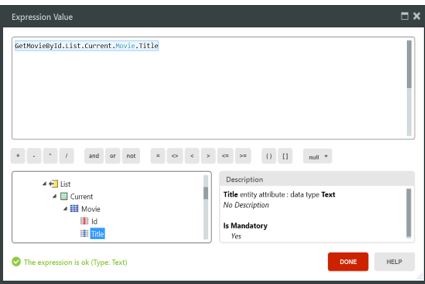 Expression Value
GetMovieById.List.Current.Movie.Title
+ - * / and or not = <> < > <= >= ( ) [ ] null
List
Current
Movie
Id
Title
Description
Title entity attribute : data type Text
No Description
Is Mandatory
Yes
The expression is ok (Type: Text)
DONE HELP